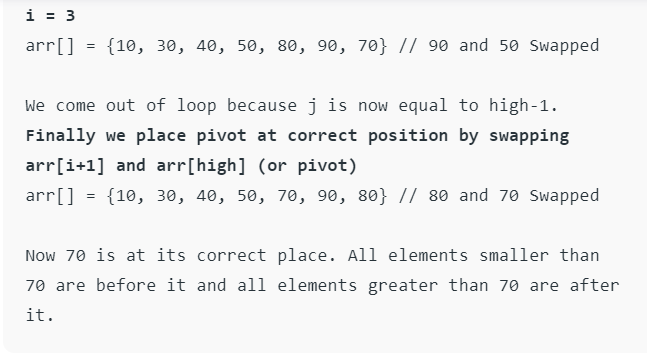 i = 3
arr[] = {10, 30, 40, 50, 80, 90, 70} // 90 and 50 Swapped
We come out of loop because j is now equal to high-1.
Finally we place pivot at correct position by swapping
arr[i+1] and arr[high] (or pivot)
arr[] = {10, 30, 40, 50, 70, 90, 80} // 80 and 70 Swapped
Now 70 is at its correct place. All elements smaller than
70 are before it and all elements greater than 70 are after
it.